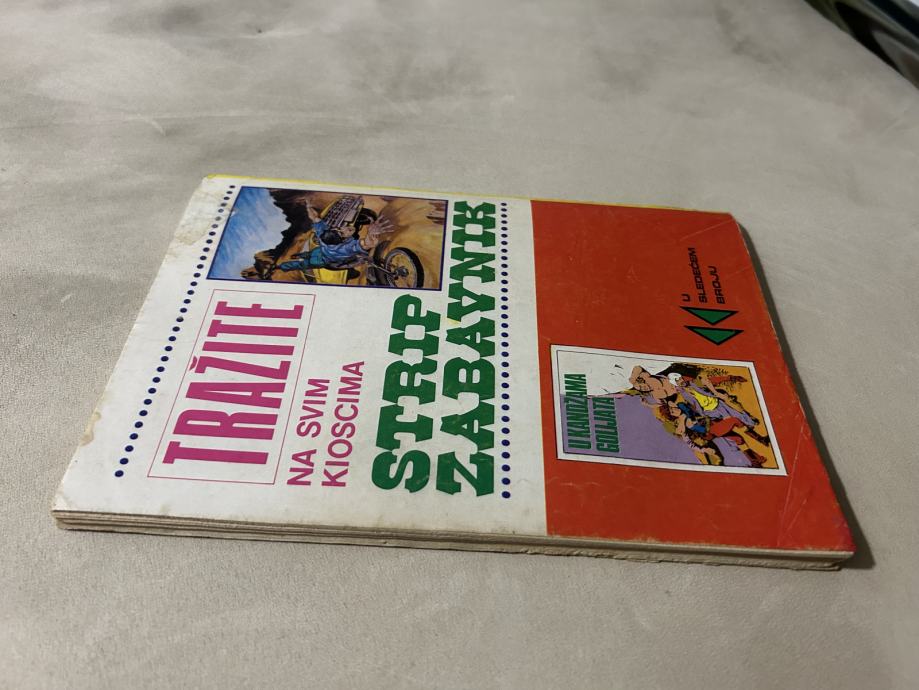 TRAŽITE
NA SVIM
KIOSCIMA
STRIP
ZABAVNIK
U
SLEDEĆEM
BROJU
U KANDŽAMA
GOLIJATA